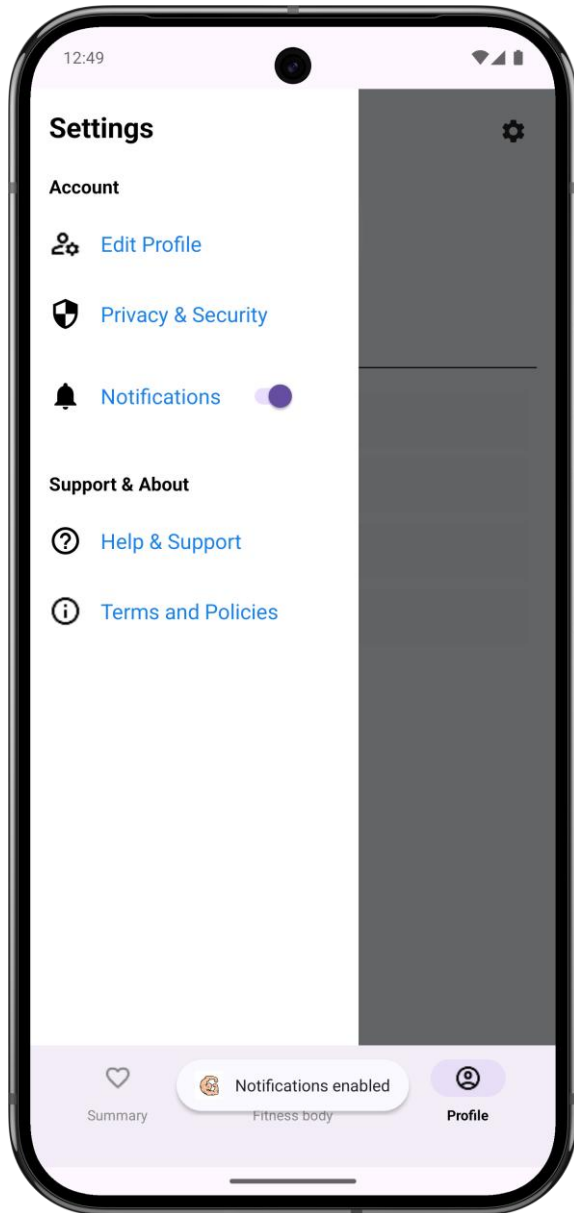 12:49
Settings
Account
Edit Profile
Privacy & Security
Notifications
Support & About
Help & Support
Terms and Policies
Notifications enabled
Summary
Fitness body
Profile